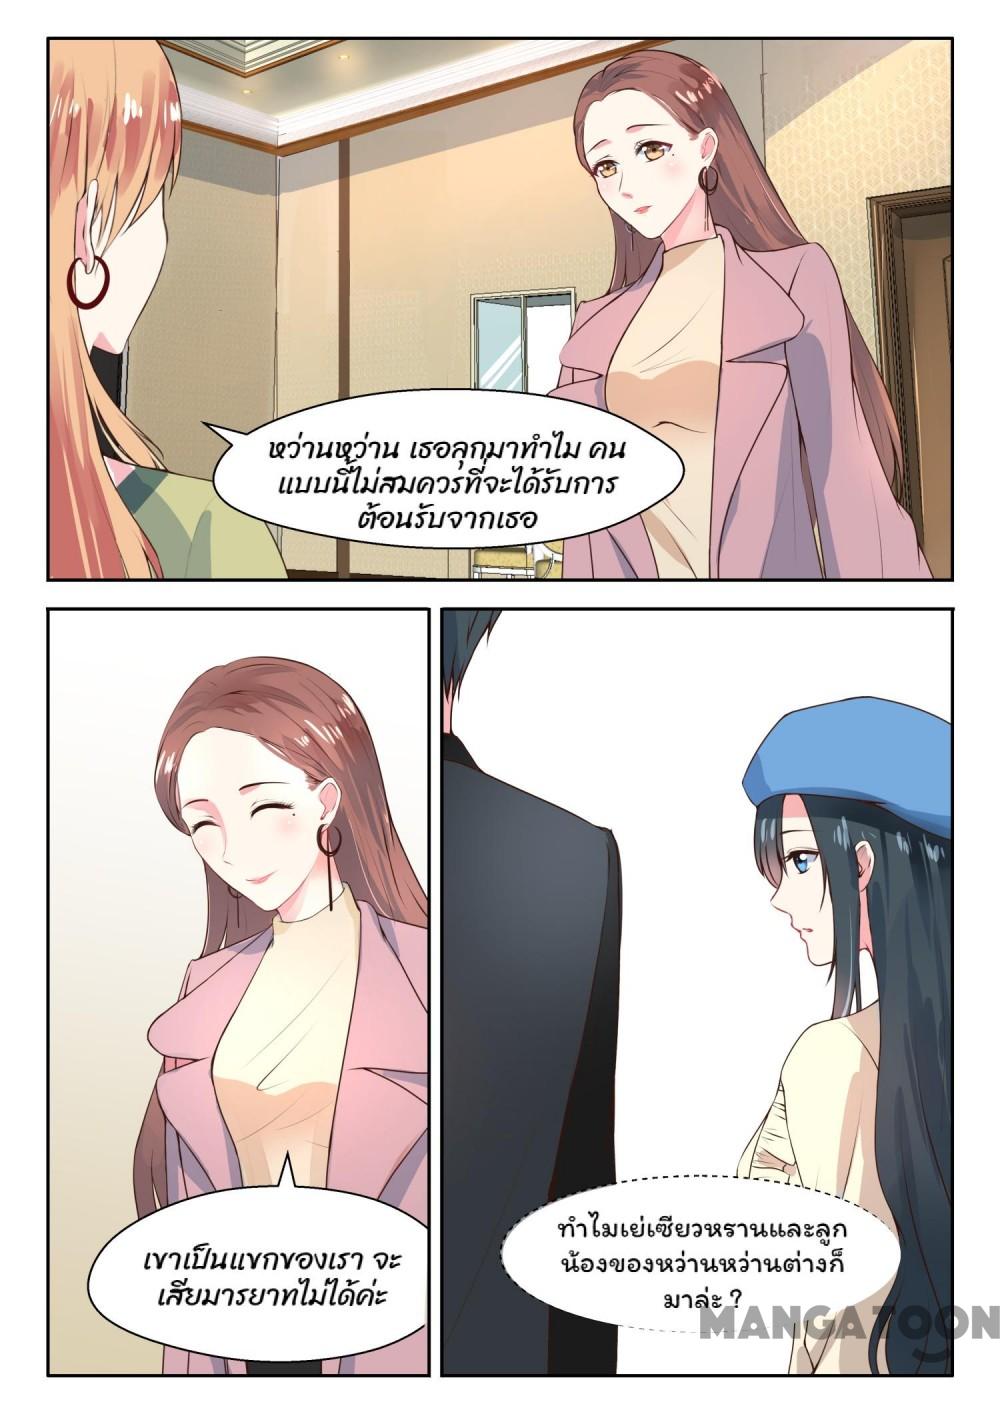 หว่านหว่าน เธอลุกมาทำไม คน
แบบนี้ไม่สมควรที่จะได้รับการ
ต้อนรับจากเธอ
เขาเป็นแขกของเรา จะ
เสียมารยาทไม่ได้ค่ะ
ทำไมเย่เซียวหรานและลูก
น้องของหว่านหว่านต่างก็
มาล่ะ ?
MANGATOON